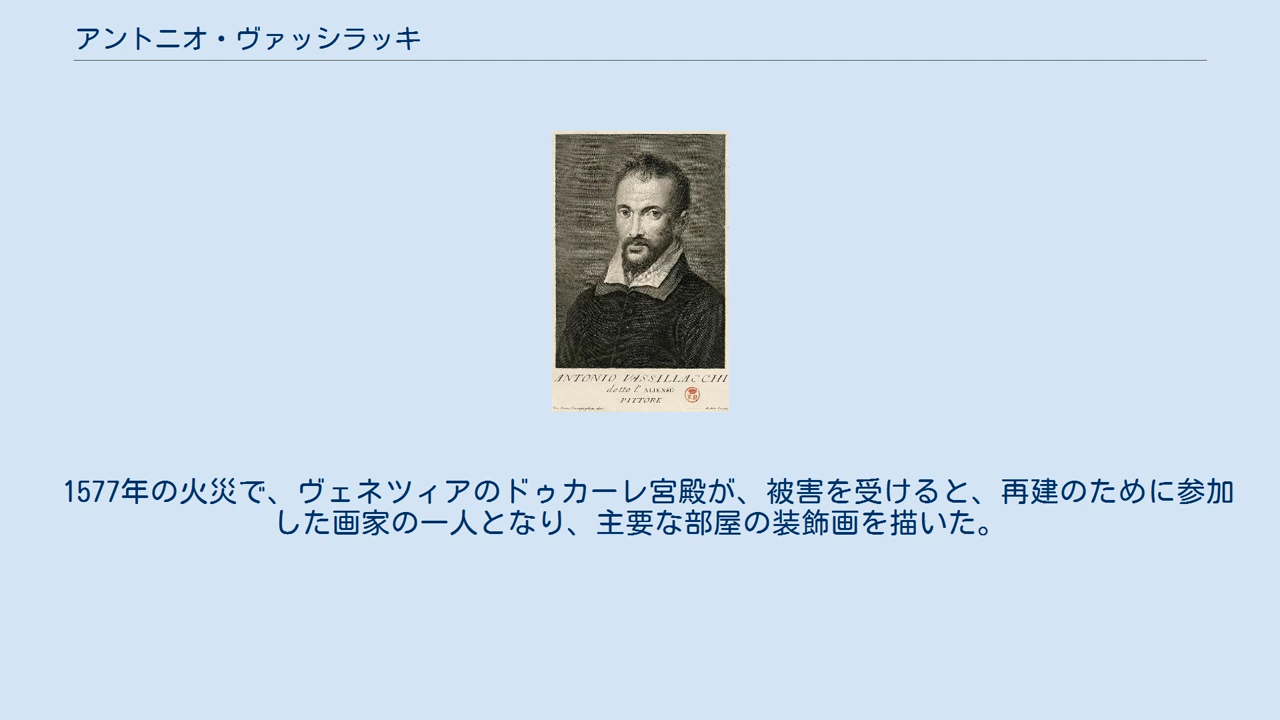 アントニオ・ヴァッシラッキ
ANTONIO VASSILLACCHI
detto l' ALIENSE
PITTORE
1577年の火災で、ヴェネツィアのドゥカーレ宮殿が、被害を受けると、再建のために参加
した画家の一人となり、主要な部屋の装飾画を描いた。